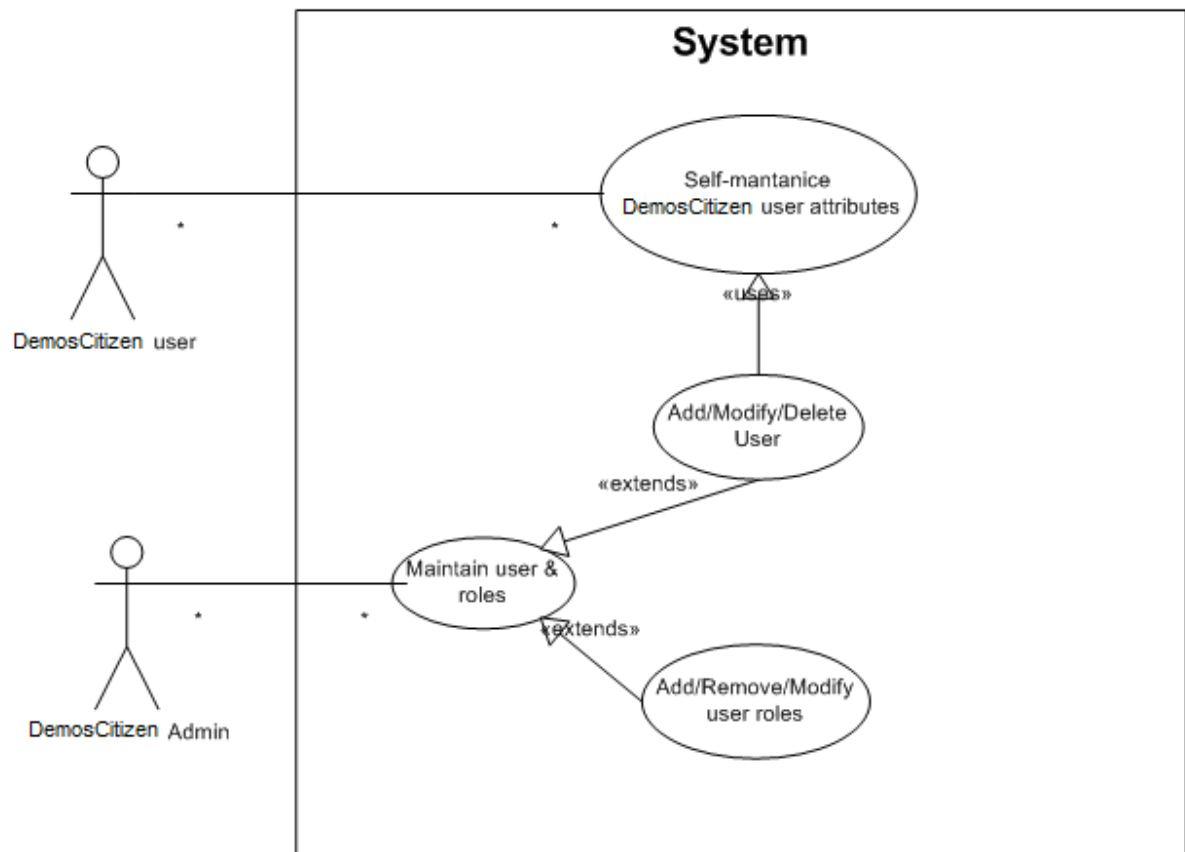 System
Self-mantanice
DemosCitizen user attributes
*
*
«uses»
DemosCitizen user
Add/Modify/Delete
User
«extends»
Maintain user &
roles
*
*
«extends»
Add/Remove/Modify
user roles
DemosCitizen Admin